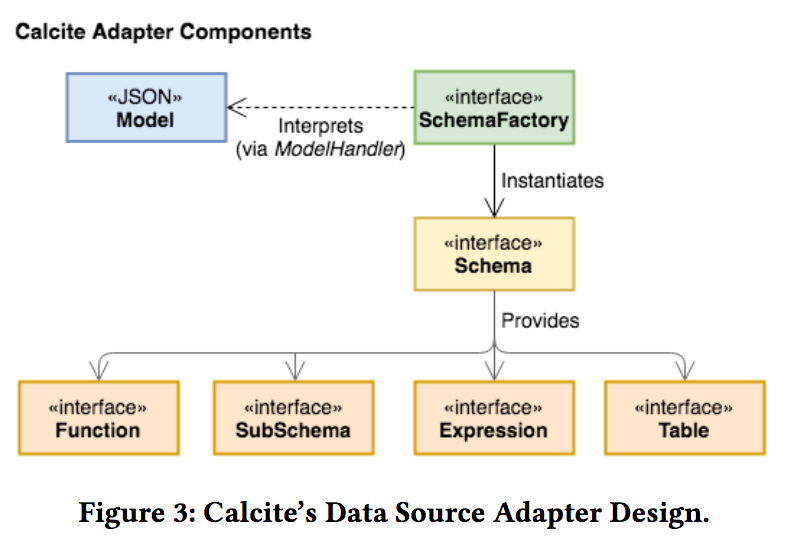 Calcite Adapter Components
«JSON»
Model
«interface»
SchemaFactory
Interprets
(via ModelHandler)
Instantiates
«interface»
Schema
Provides
«interface»
Function
«interface»
SubSchema
«interface»
Expression
«interface»
Table
Figure 3: Calcite’s Data Source Adapter Design.